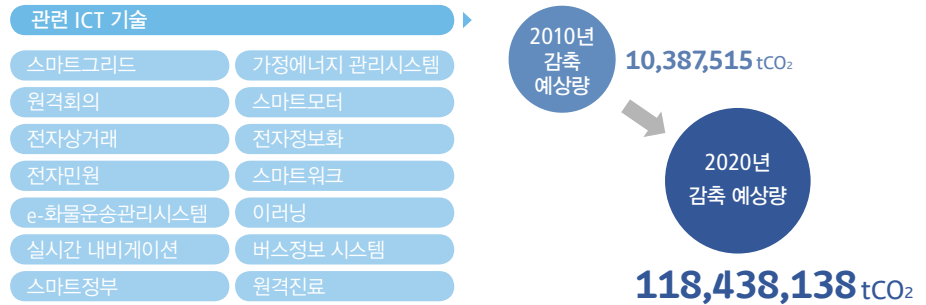 관련 ICT 기술
스마트그리드 가정에너지 관리시스템
원격회의 스마트모터
전자상거래 전자정보화
전자민원 스마트워크
e-화물운송관리시스템 이러닝
실시간 내비게이션 버스정보 시스템
스마트정부 원격진료
2010년
감축
예상량
10,387,515 tCO₂
2020년
감축 예상량
118,438,138 tCO₂